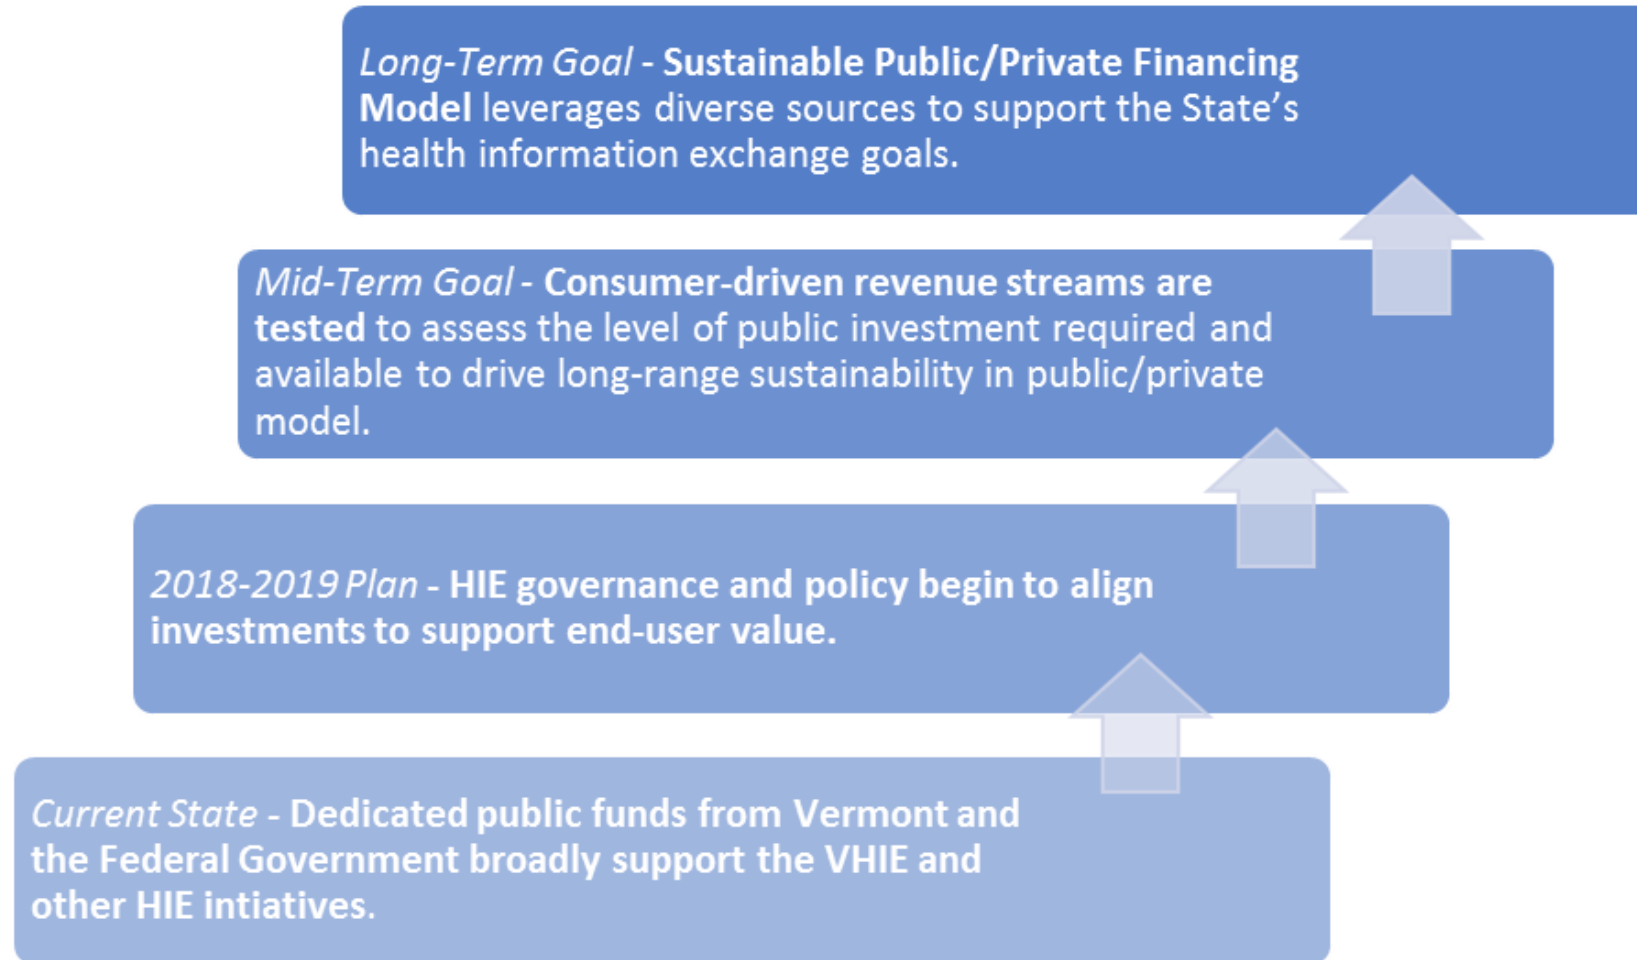 Long-Term Goal - Sustainable Public/Private Financing
Model leverages diverse sources to support the State’s
health information exchange goals.
Mid-Term Goal - Consumer-driven revenue streams are
tested to assess the level of public investment required and
available to drive long-range sustainability in public/private
model.
2018-2019 Plan - HIE governance and policy begin to align
investments to support end-user value.
Current State - Dedicated public funds from Vermont and
the Federal Government broadly support the VHIE and
other HIE intiatives.